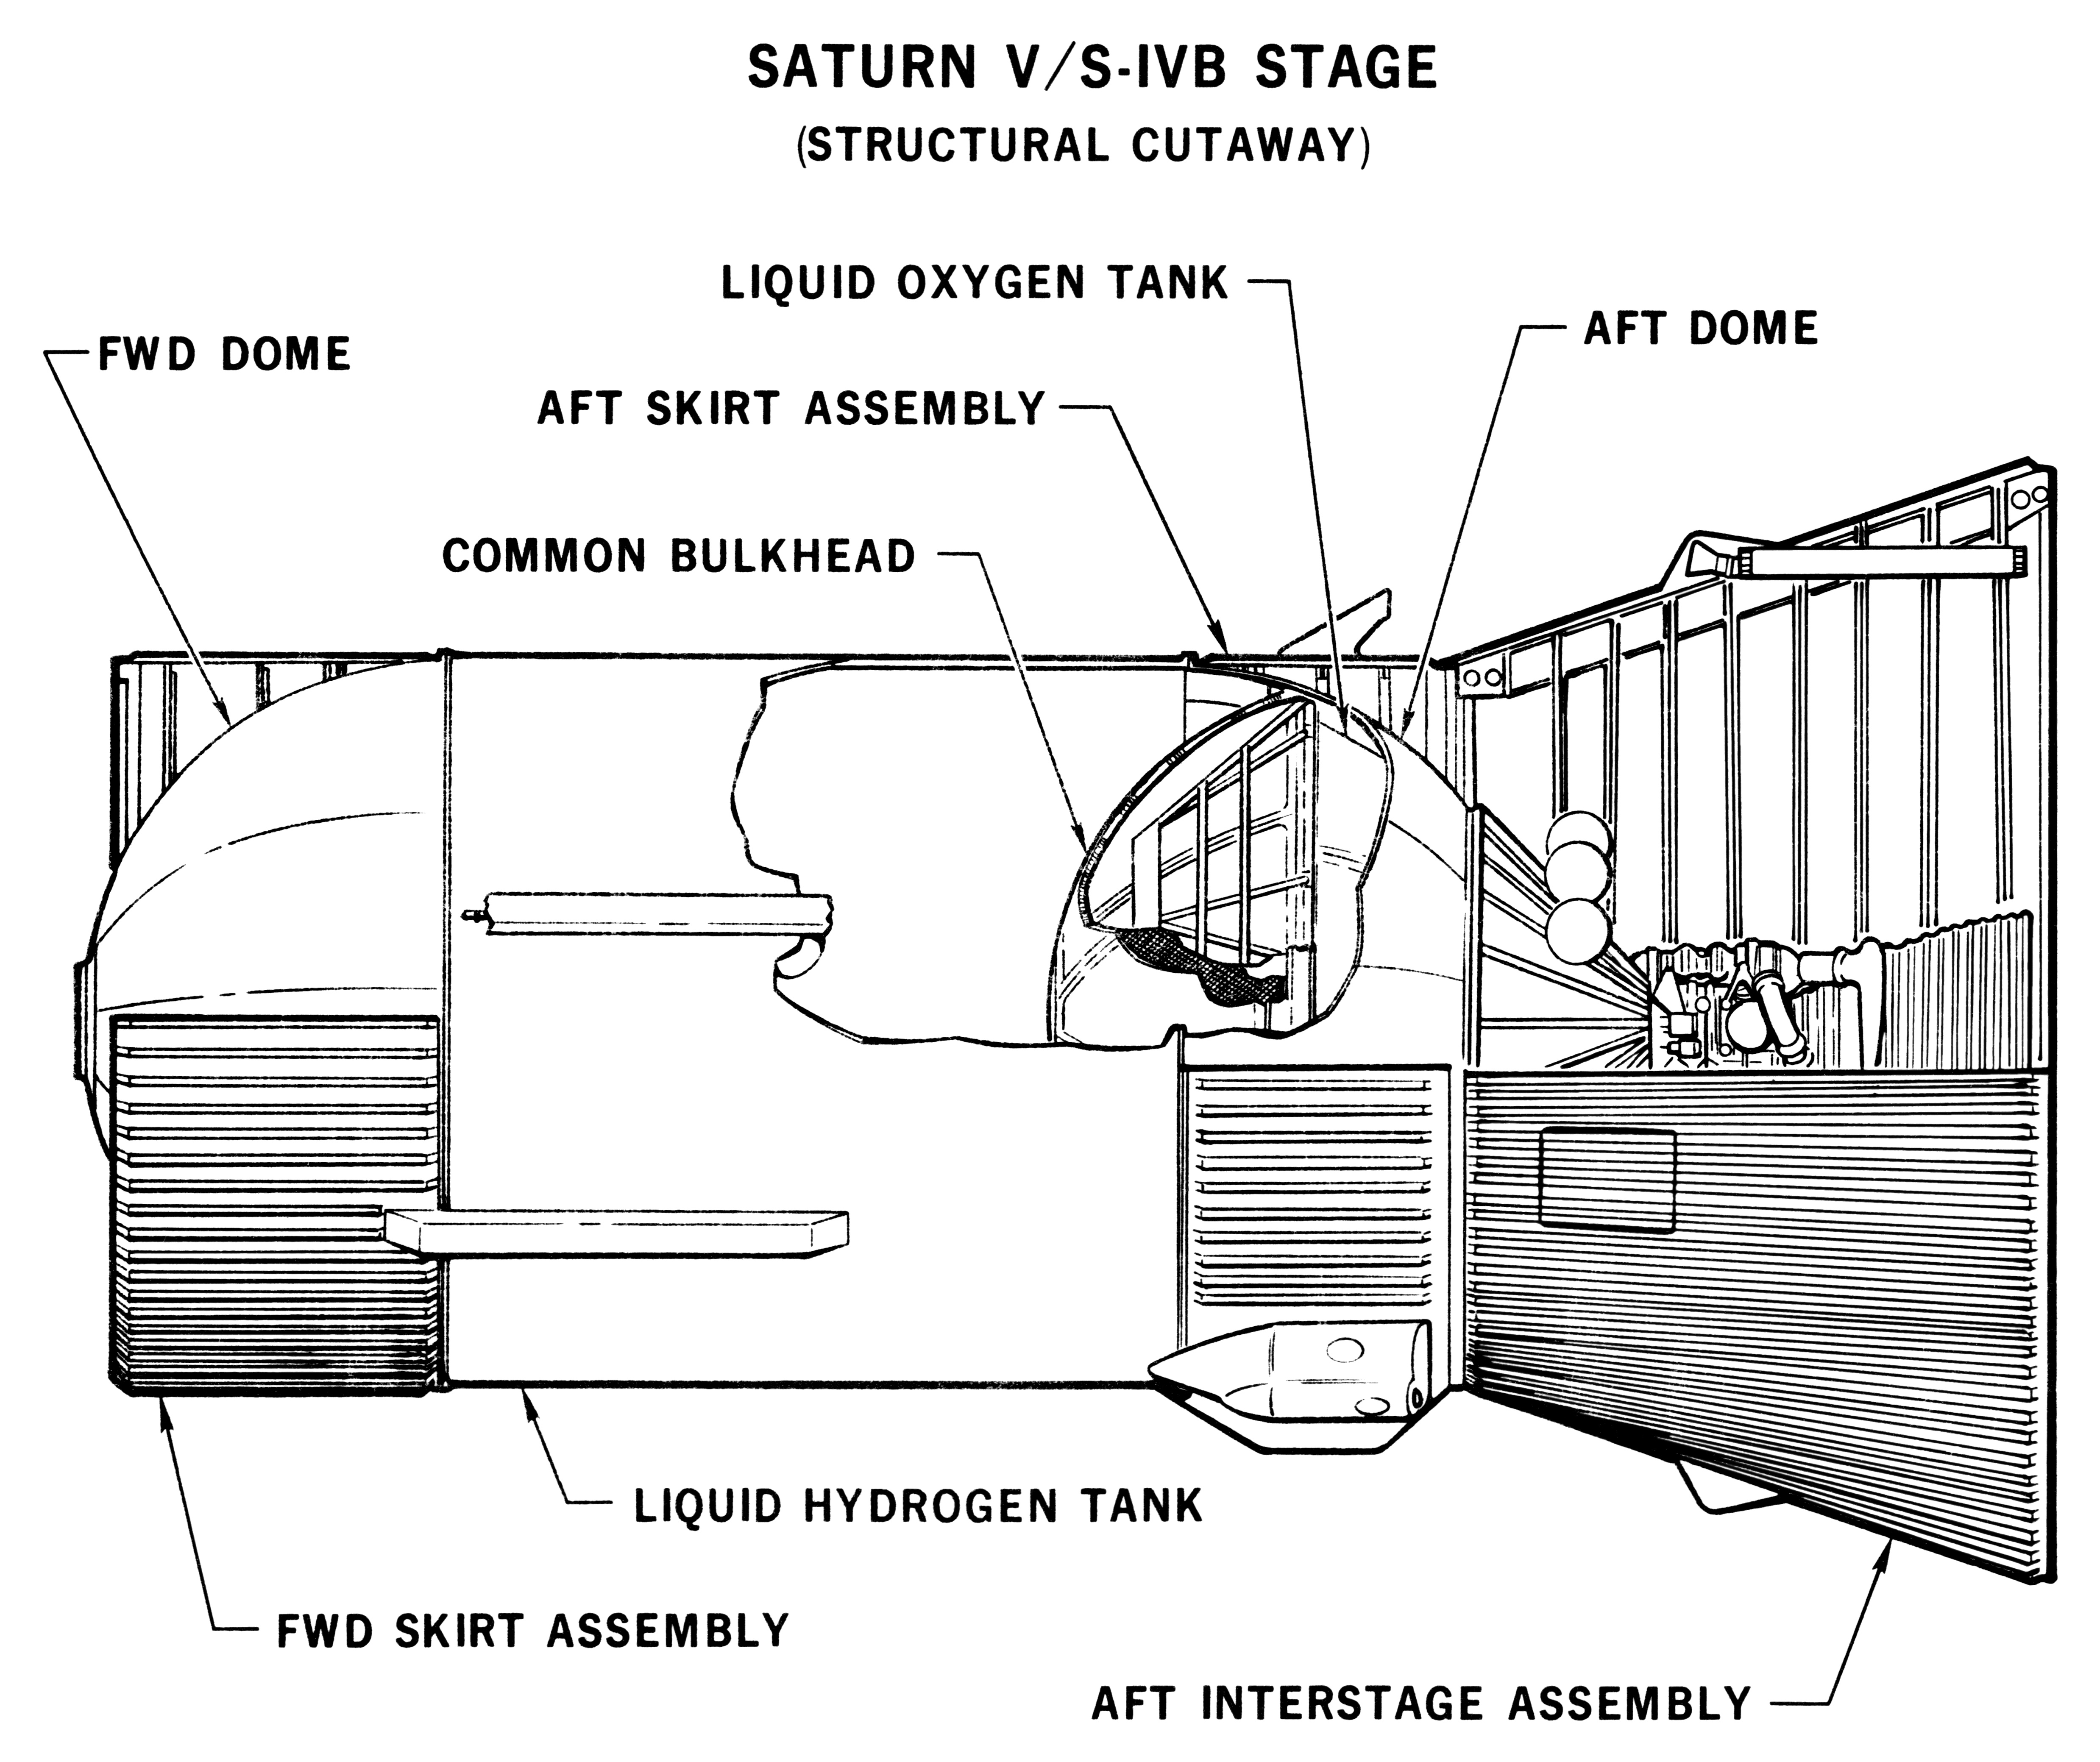 SATURN V/S-IVB STAGE
(STRUCTURAL CUTAWAY)
LIQUID OXYGEN TANK
AFT DOME
FWD DOME
AFT SKIRT ASSEMBLY
COMMON BULKHEAD
LIQUID HYDROGEN TANK
FWD SKIRT ASSEMBLY
AFT INTERSTAGE ASSEMBLY